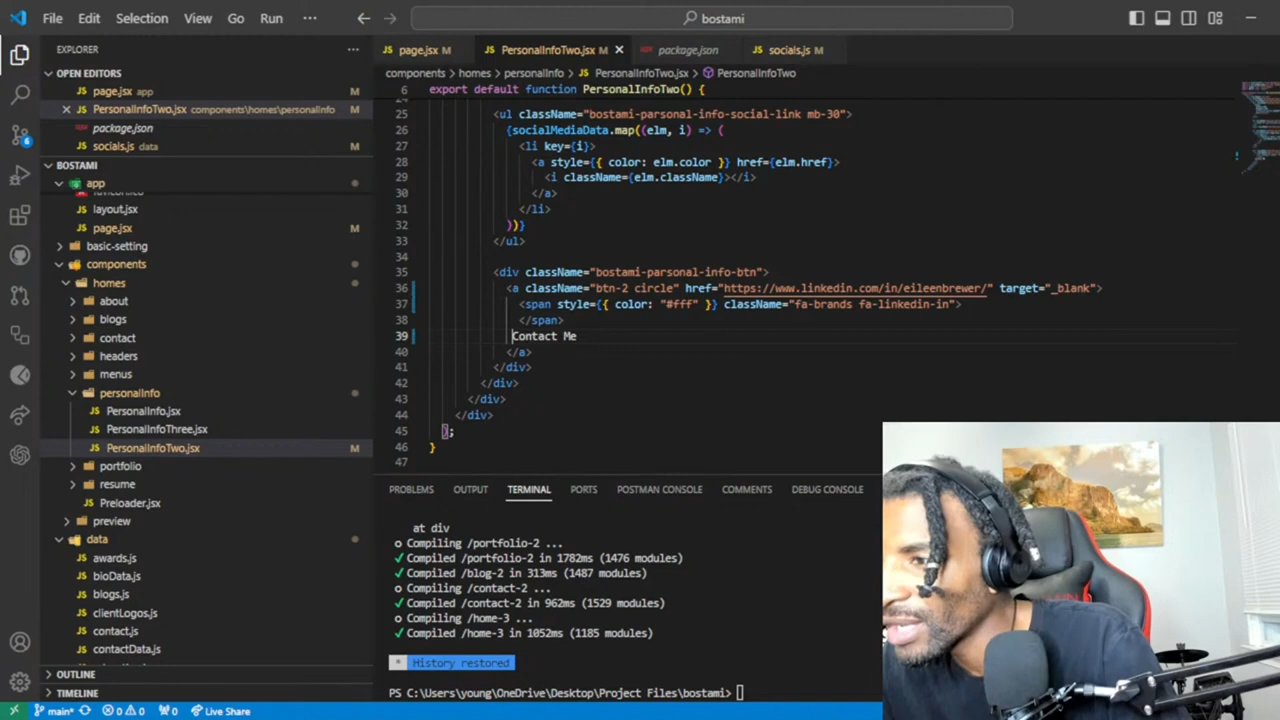 File Edit Selection View Go Run ··· bostami
EXPLORER ···
OPEN EDITORS
page.jsx app M
PersonalInfoTwo.jsx components\homes\personalInfo M
package.json
socials.js data M
BOSTAMI
app
layout.jsx
page.jsx M
basic-setting
components
homes
about
blogs
contact
headers
menus
personalInfo
PersonalInfo.jsx
PersonalInfoThree.jsx
PersonalInfoTwo.jsx M
portfolio
resume
Preloader.jsx
preview
data
awards.js
bioData.js
blogs.js
clientLogos.js
contact.js
contactData.js
OUTLINE
TIMELINE
page.jsx M PersonalInfoTwo.jsx M package.json socials.js M
components > homes > personalInfo > PersonalInfoTwo.jsx > PersonalInfoTwo
6 export default function PersonalInfoTwo() {
25 <ul className="bostami-parsonal-info-social-link mb-30">
26 {socialMediaData.map((elm, i) => (
27 <li key={i}>
28 <a style={{ color: elm.color }} href={elm.href}>
29 <i className={elm.className}></i>
30 </a>
31 </li>
32 ))}
33 </ul>
34
35 <div className="bostami-parsonal-info-btn">
36 <a className="btn-2 circle" href="https://www.linkedin.com/in/eileenbrewer/" target="_blank">
37 <span style={{ color: "#fff" }} className="fa-brands fa-linkedin-in">
38 </span>
39 Contact Me
40 </a>
41 </div>
42 </div>
43 </div>
44 </div>
45 );
46 }
47
PROBLEMS OUTPUT TERMINAL PORTS POSTMAN CONSOLE COMMENTS DEBUG CONSOLE
at div
○ Compiling /portfolio-2 ...
✓ Compiled /portfolio-2 in 1782ms (1476 modules)
✓ Compiled /blog-2 in 313ms (1487 modules)
○ Compiling /contact-2 ...
✓ Compiled /contact-2 in 962ms (1529 modules)
○ Compiling /home-3 ...
✓ Compiled /home-3 in 1052ms (1185 modules)
* History restored
PS C:\Users\young\OneDrive\Desktop\Project Files\bostami>
main* 0 0 0 Live Share